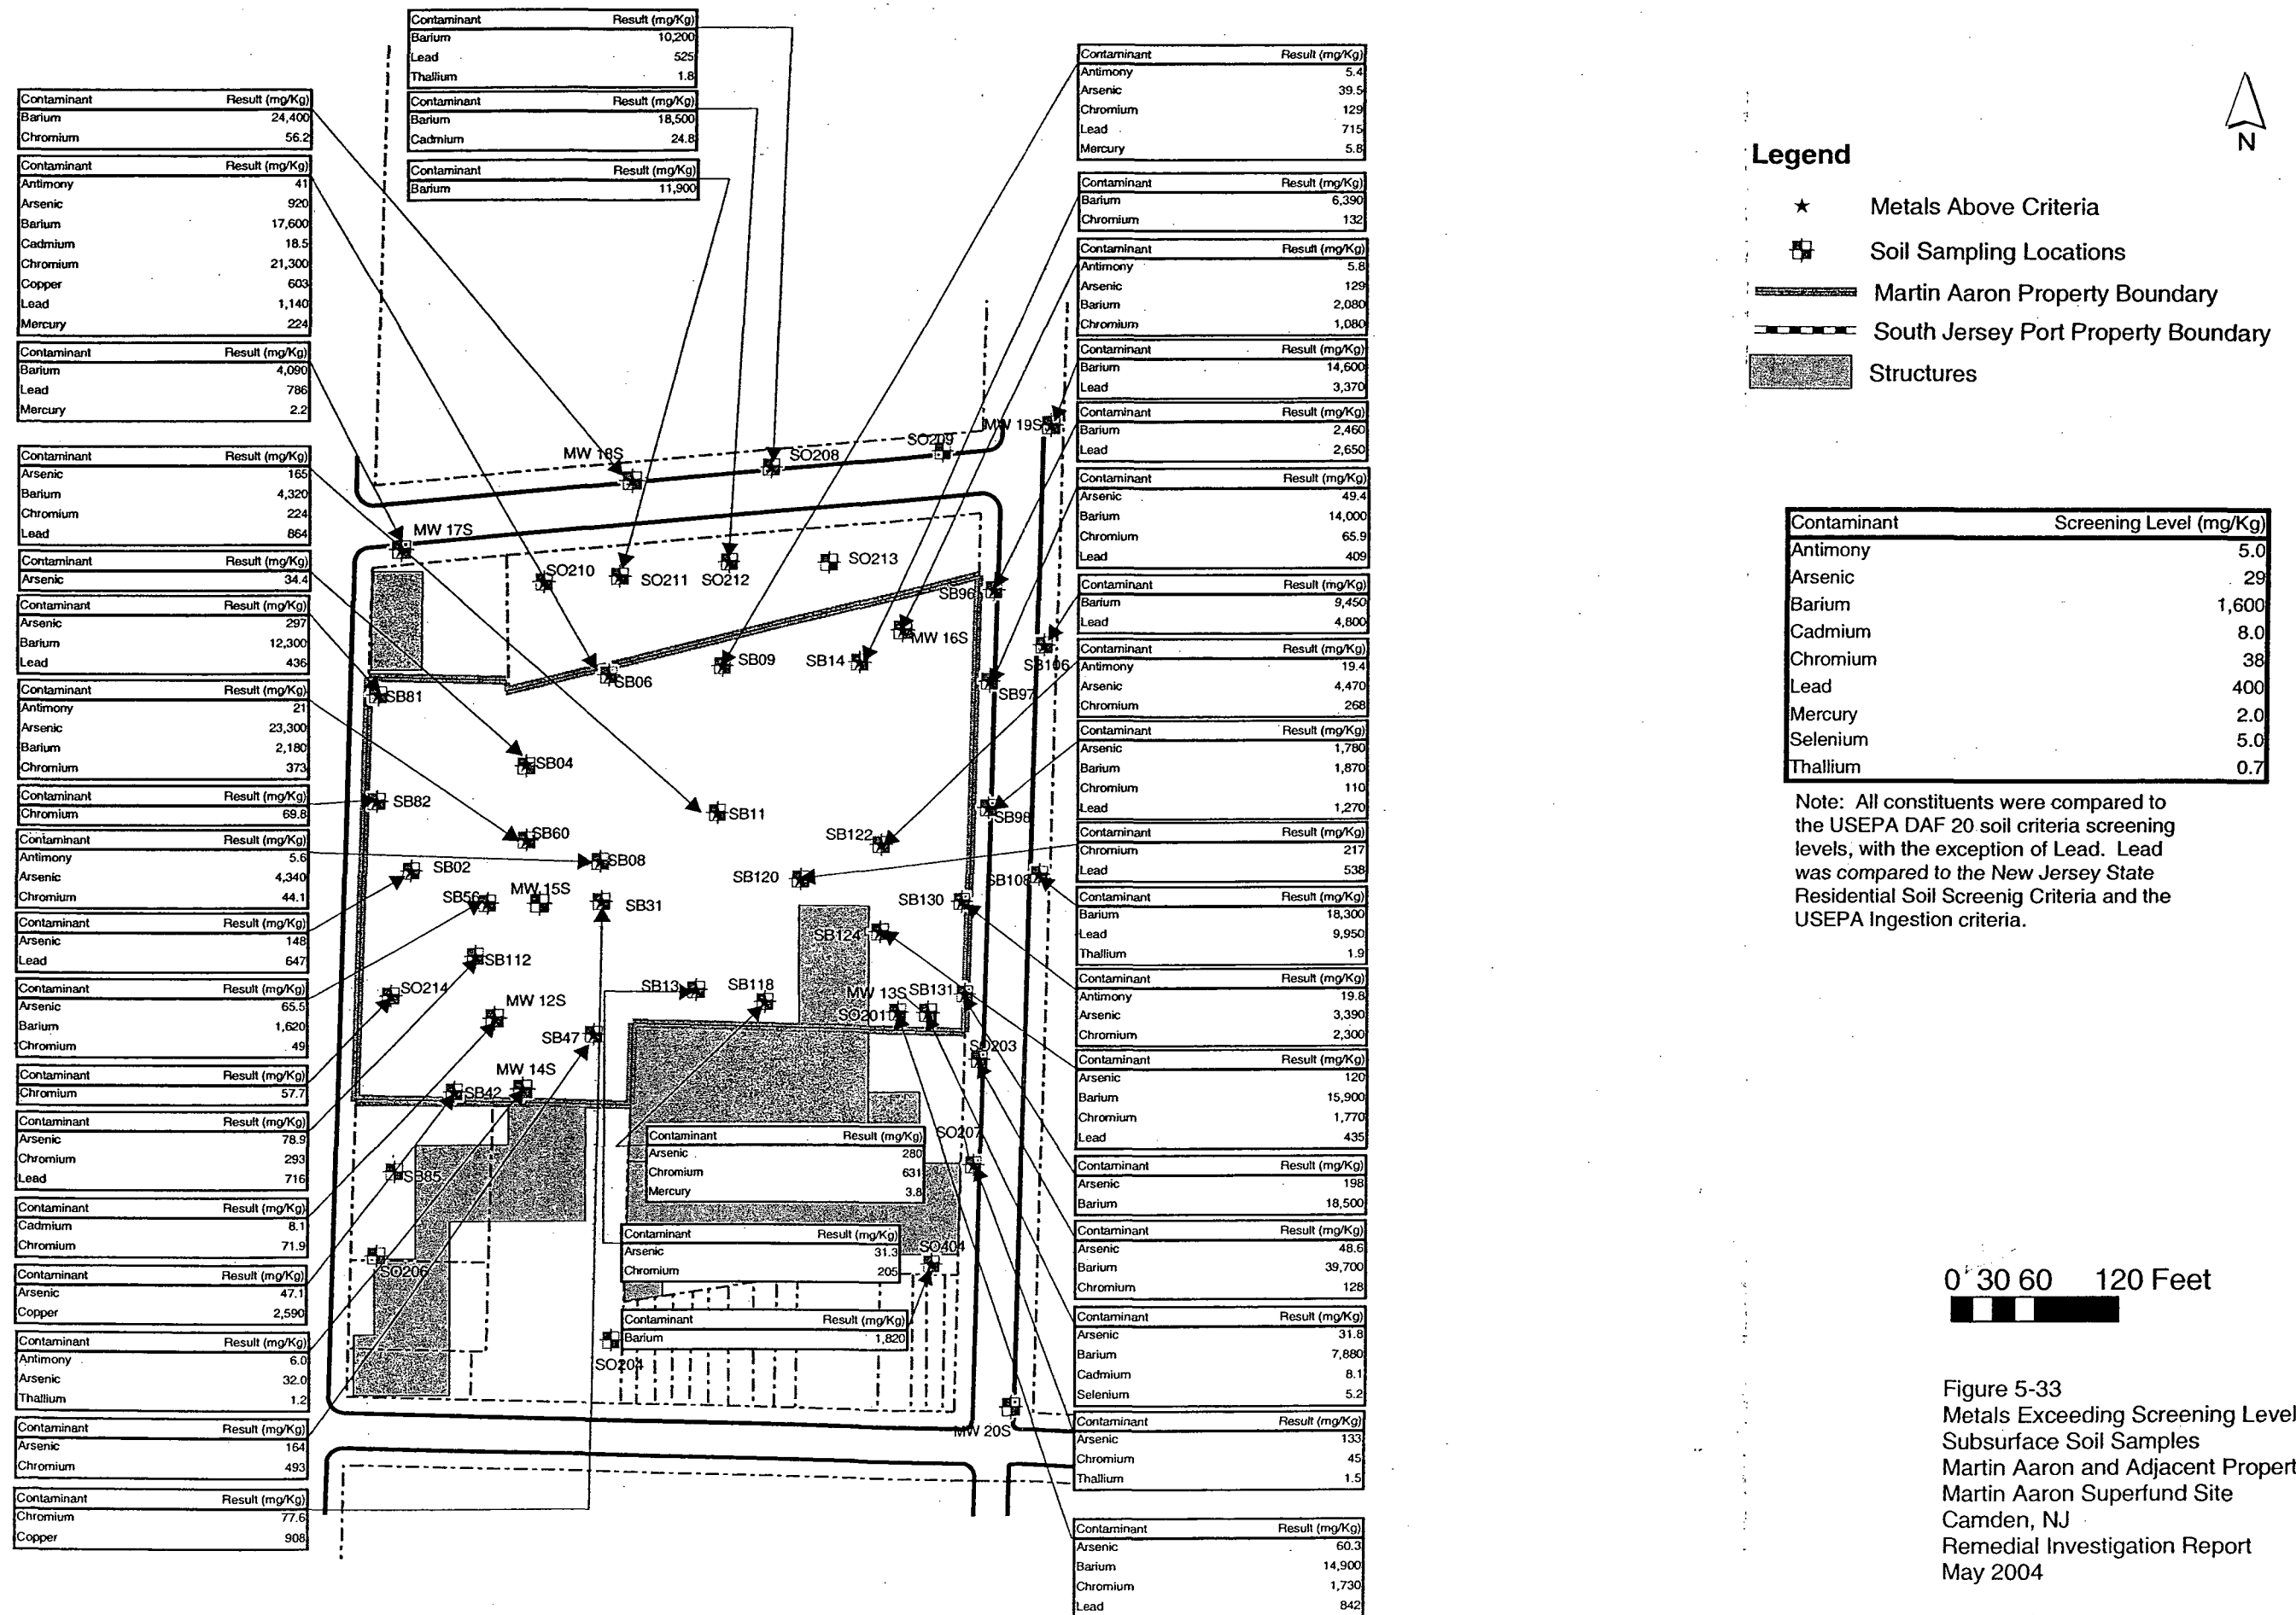 Contaminant Result (mg/Kg)
Barium 10,200
Lead 525
Thallium 1.8
Contaminant Result (mg/Kg)
Barium 18,500
Cadmium 24.8
Contaminant Result (mg/Kg)
Barium 11,900
Contaminant Result (mg/Kg)
Barium 24,400
Chromium 56.2
Contaminant Result (mg/Kg)
Antimony 41
Arsenic 920
Barium 17,600
Cadmium 18.5
Chromium 21,300
Copper 603
Lead 1,140
Mercury 224
Contaminant Result (mg/Kg)
Barium 4,090
Lead 786
Mercury 2.2
Contaminant Result (mg/Kg)
Arsenic 165
Barium 4,320
Chromium 224
Lead 864
Contaminant Result (mg/Kg)
Arsenic 34.4
Contaminant Result (mg/Kg)
Arsenic 297
Barium 12,300
Lead 436
Contaminant Result (mg/Kg)
Antimony 21
Arsenic 23,300
Barium 2,180
Chromium 373
Contaminant Result (mg/Kg)
Chromium 69.8
Contaminant Result (mg/Kg)
Antimony 5.6
Arsenic 4,340
Chromium 44.1
Contaminant Result (mg/Kg)
Arsenic 148
Lead 647
Contaminant Result (mg/Kg)
Arsenic 65.5
Barium 1,620
Chromium 49
Contaminant Result (mg/Kg)
Chromium 57.7
Contaminant Result (mg/Kg)
Arsenic 78.9
Chromium 293
Lead 716
Contaminant Result (mg/Kg)
Cadmium 8.1
Chromium 71.9
Contaminant Result (mg/Kg)
Arsenic 47.1
Copper 2,590
Contaminant Result (mg/Kg)
Antimony 6.0
Arsenic 32.0
Thallium 1.2
Contaminant Result (mg/Kg)
Arsenic 164
Chromium 493
Contaminant Result (mg/Kg)
Chromium 77.6
Copper 908
MW 18S
SO208
SO209
MW 19S
MW 17S
SO210
SO211
SO212
SO213
SB96
MW 16S
SB09
SB14
SB106
SB06
SB97
SB81
SB04
SB82
SB11
SB98
SB60
SB122
SB08
SB02
SB120
SB108
SB56
MW 15S
SB31
SB130
SB124
SB112
SO214
SB13
SB118
MW 13S
SB131
MW 12S
SO201
SB47
SO203
MW 14S
SB42
SO207
SB85
SO404
SO206
SO204
MW 20S
Contaminant Result (mg/Kg)
Arsenic 280
Chromium 631
Mercury 3.8
Contaminant Result (mg/Kg)
Arsenic 31.3
Chromium 205
Contaminant Result (mg/Kg)
Barium 1,820
Contaminant Result (mg/Kg)
Antimony 5.4
Arsenic 39.5
Chromium 129
Lead 715
Mercury 5.8
Contaminant Result (mg/Kg)
Barium 6,390
Chromium 132
Contaminant Result (mg/Kg)
Antimony 5.8
Arsenic 129
Barium 2,080
Chromium 1,080
Contaminant Result (mg/Kg)
Barium 14,600
Lead 3,370
Contaminant Result (mg/Kg)
Barium 2,460
Lead 2,650
Contaminant Result (mg/Kg)
Arsenic 49.4
Barium 14,000
Chromium 65.9
Lead 409
Contaminant Result (mg/Kg)
Barium 9,450
Lead 4,800
Contaminant Result (mg/Kg)
Antimony 19.4
Arsenic 4,470
Chromium 268
Contaminant Result (mg/Kg)
Arsenic 1,780
Barium 1,870
Chromium 110
Lead 1,270
Contaminant Result (mg/Kg)
Chromium 217
Lead 538
Contaminant Result (mg/Kg)
Barium 18,300
Lead 9,950
Thallium 1.9
Contaminant Result (mg/Kg)
Antimony 19.8
Arsenic 3,390
Chromium 2,300
Contaminant Result (mg/Kg)
Arsenic 120
Barium 15,900
Chromium 1,770
Lead 435
Contaminant Result (mg/Kg)
Arsenic 198
Barium 18,500
Contaminant Result (mg/Kg)
Arsenic 48.6
Barium 39,700
Chromium 128
Contaminant Result (mg/Kg)
Arsenic 31.8
Barium 7,880
Cadmium 8.1
Selenium 5.2
Contaminant Result (mg/Kg)
Arsenic 133
Chromium 45
Thallium 1.5
Contaminant Result (mg/Kg)
Arsenic 60.3
Barium 14,900
Chromium 1,730
Lead 842
N
Legend
Metals Above Criteria
Soil Sampling Locations
Martin Aaron Property Boundary
South Jersey Port Property Boundary
Structures
Contaminant Screening Level (mg/Kg)
Antimony 5.0
Arsenic 29
Barium 1,600
Cadmium 8.0
Chromium 38
Lead 400
Mercury 2.0
Selenium 5.0
Thallium 0.7
Note: All constituents were compared to
the USEPA DAF 20 soil criteria screening
levels, with the exception of Lead. Lead
was compared to the New Jersey State
Residential Soil Screenig Criteria and the
USEPA Ingestion criteria.
0 30 60 120 Feet
Figure 5-33
Metals Exceeding Screening Level
Subsurface Soil Samples
Martin Aaron and Adjacent Propert
Martin Aaron Superfund Site
Camden, NJ
Remedial Investigation Report
May 2004